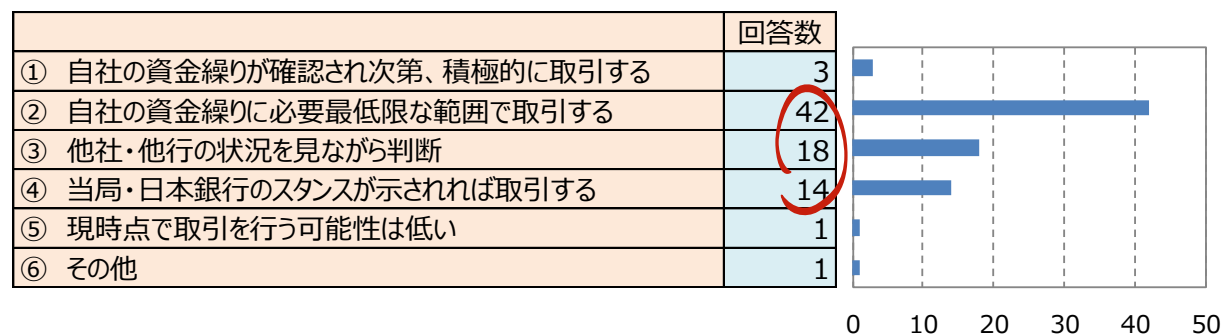 回答数
① 自社の資金繰りが確認され次第、積極的に取引する 3
② 自社の資金繰りに必要最低限な範囲で取引する 42
③ 他社・他行の状況を見ながら判断 18
④ 当局・日本銀行のスタンスが示されれば取引する 14
⑤ 現時点で取引を行う可能性は低い 1
⑥ その他 1
0 10 20 30 40 50